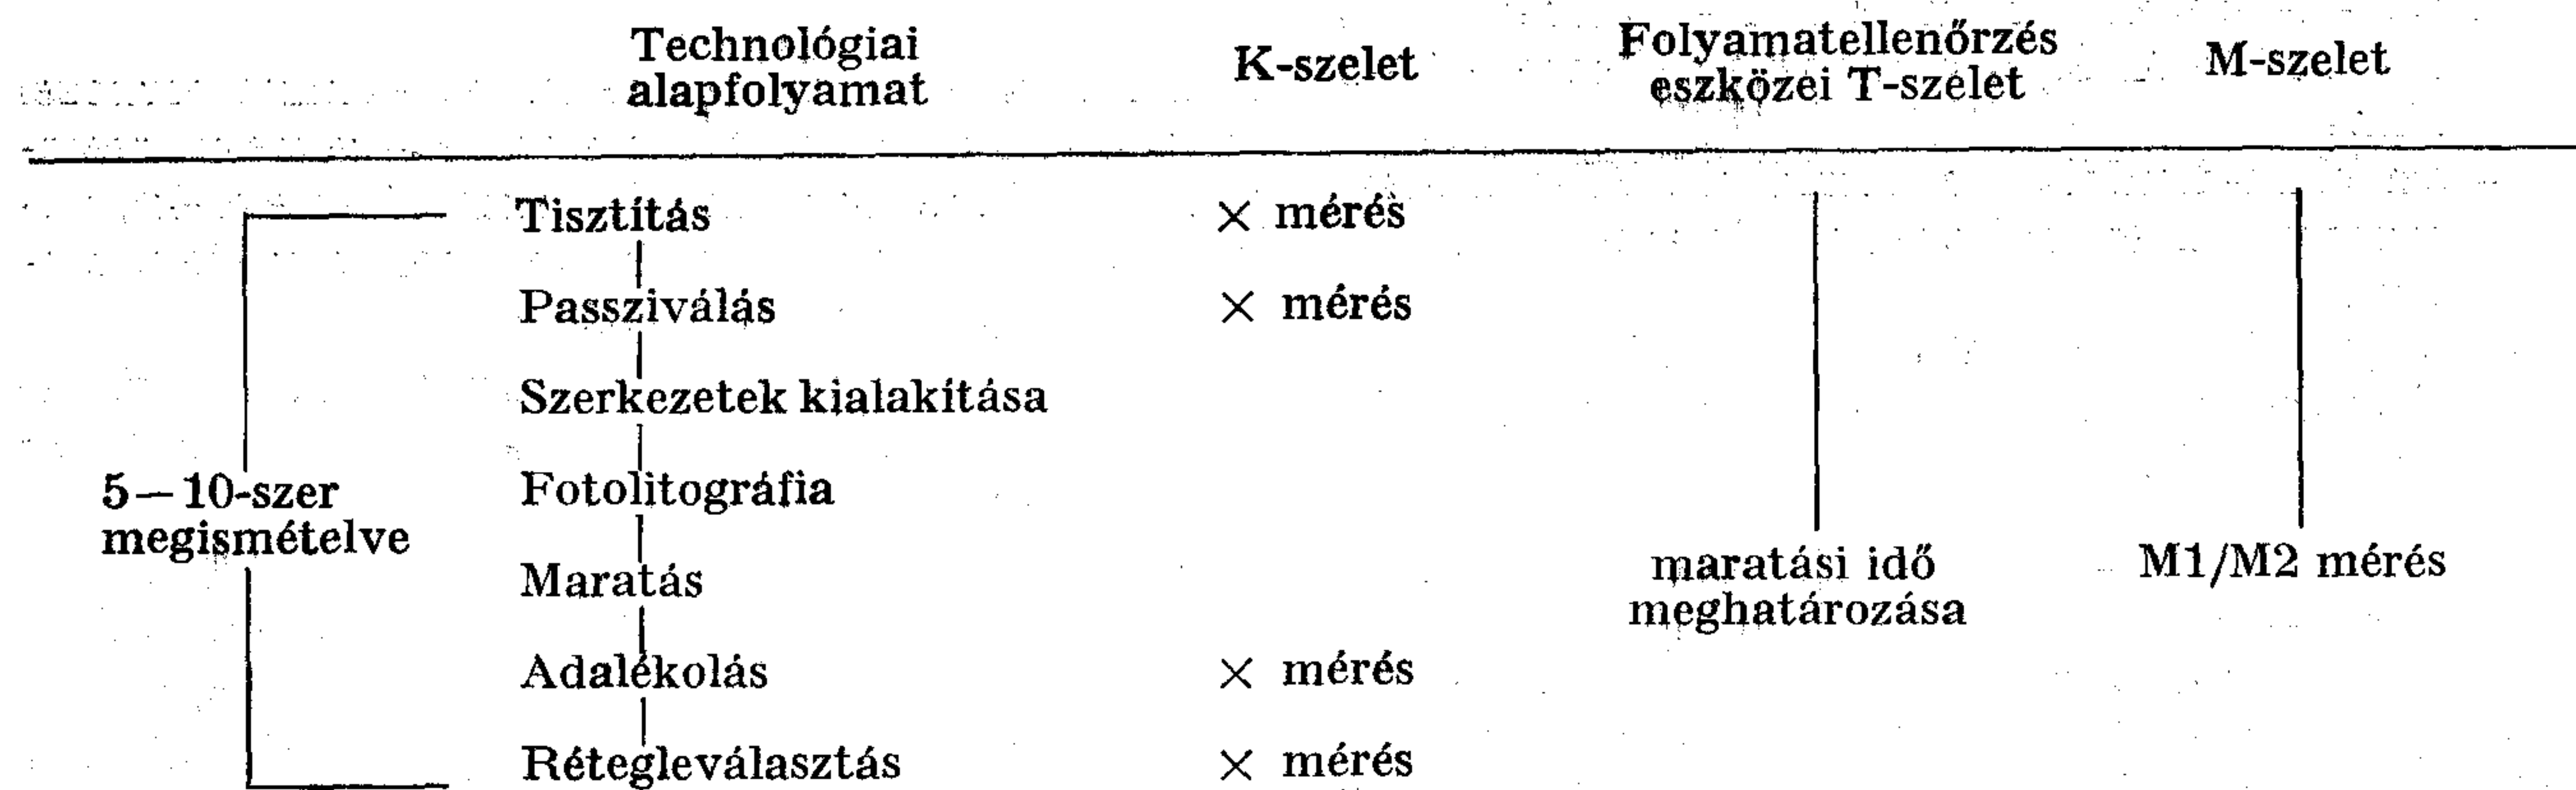 Technológiai
alapfolyamat
K-szelet
Folyamatellenőrzés
eszközei T-szelet
M-szelet
Tisztítás
× mérés
Passziválás
× mérés
Szerkezetek kialakítása
5—10-szer
megismételve
Fotolitográfia
Maratás
maratási idő
meghatározása
M1/M2 mérés
Adalékolás
× mérés
Rétegleválasztás
× mérés